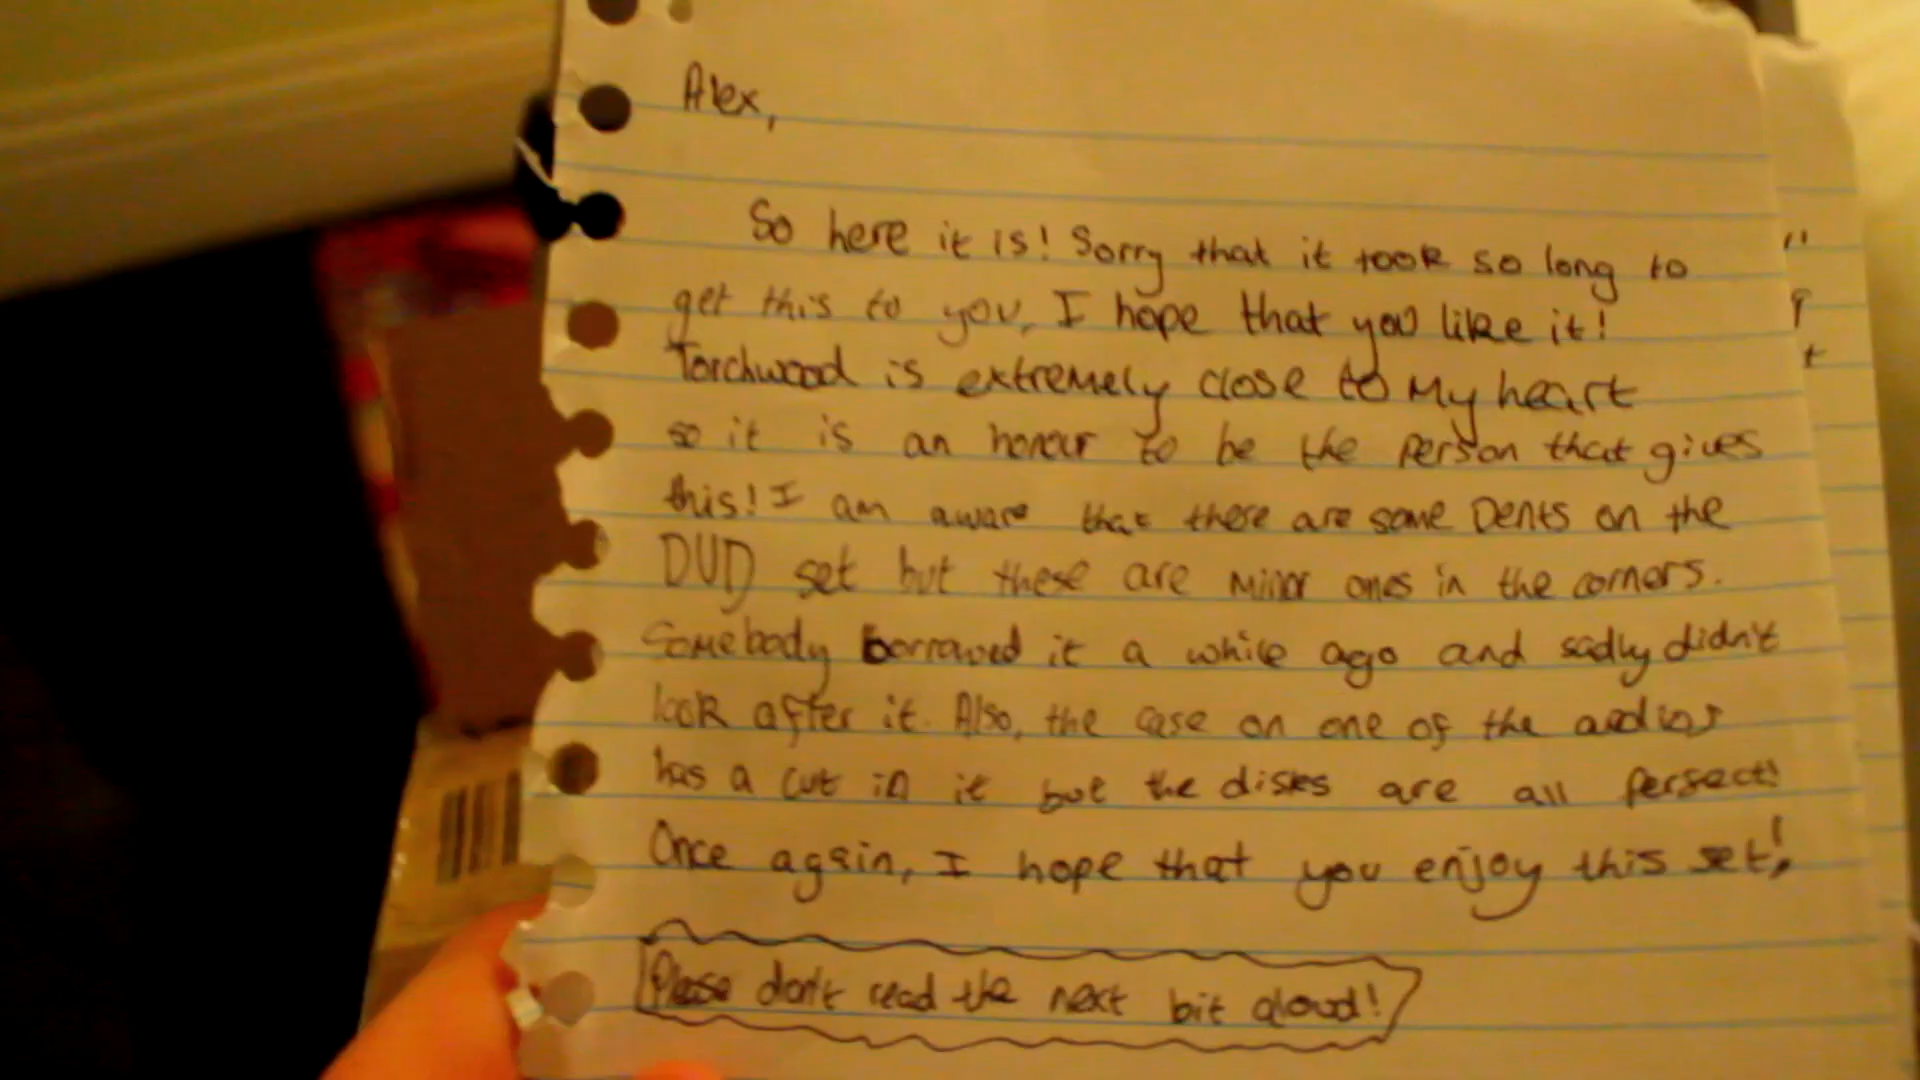 Alex,
So here it is! Sorry that it took so long to
get this to you, I hope that you like it!
Torchwood is extremely close to My heart
so it is an honour to be the person that gives
this! I am aware that there are some Dents on the
DVD set but these are Minor ones in the corners.
Somebody borrowed it a while ago and sadly didn't
look after it. Also, the case on one of the audios
has a cut in it but the disks are all perfect!
Once again, I hope that you enjoy this set!
Please don't read the next bit aloud!